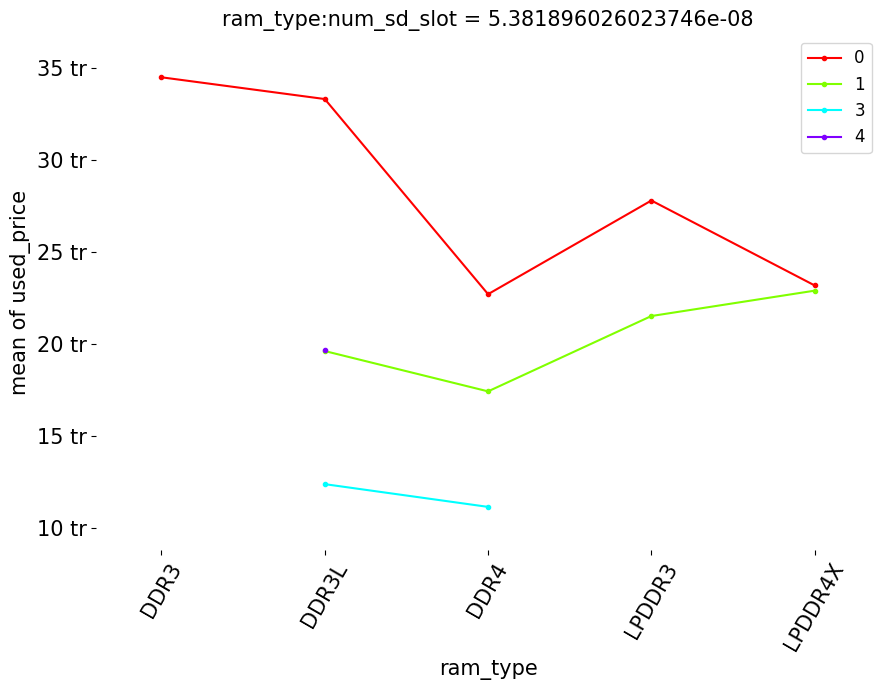 ram_type:num_sd_slot = 5.381896026023746e-08
0
1
3
4
35 tr
30 tr
25 tr
20 tr
15 tr
10 tr
mean of used_price
DDR3
DDR3L
DDR4
LPDDR3
LPDDR4X
ram_type